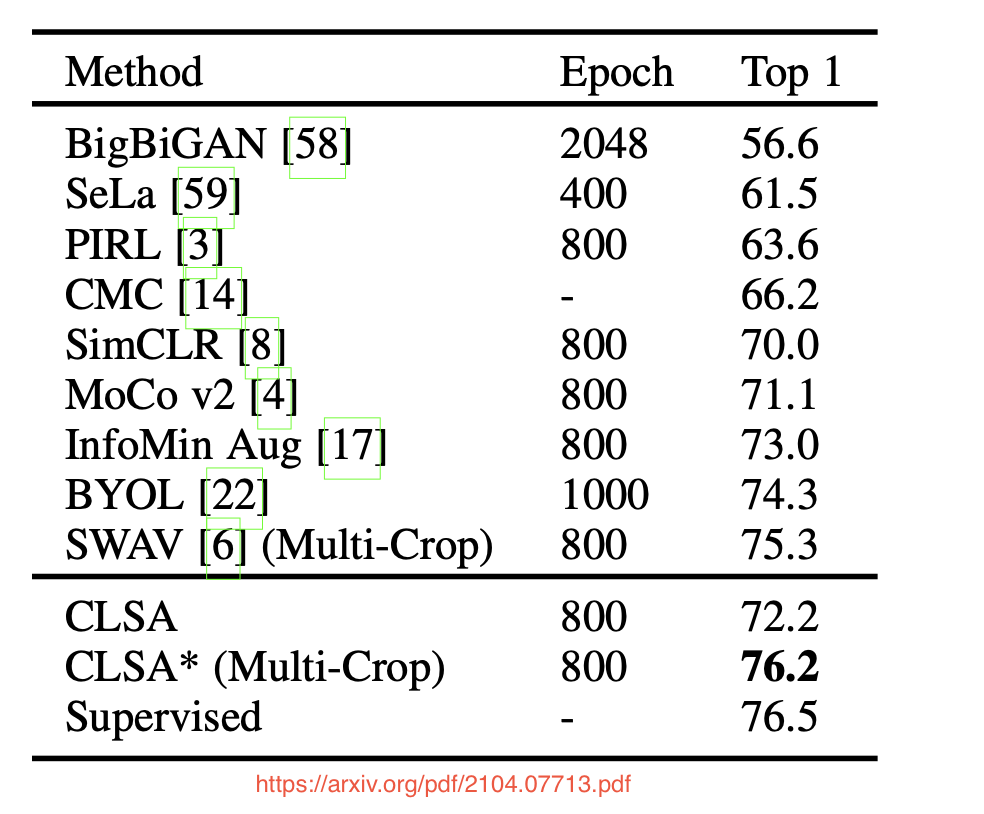 Method Epoch Top 1
BigBiGAN [58] 2048 56.6
SeLa [59] 400 61.5
PIRL [3] 800 63.6
CMC [14] - 66.2
SimCLR [8] 800 70.0
MoCo v2 [4] 800 71.1
InfoMin Aug [17] 800 73.0
BYOL [22] 1000 74.3
SWAV [6] (Multi-Crop) 800 75.3
CLSA 800 72.2
CLSA* (Multi-Crop) 800 76.2
Supervised - 76.5
https://arxiv.org/pdf/2104.07713.pdf